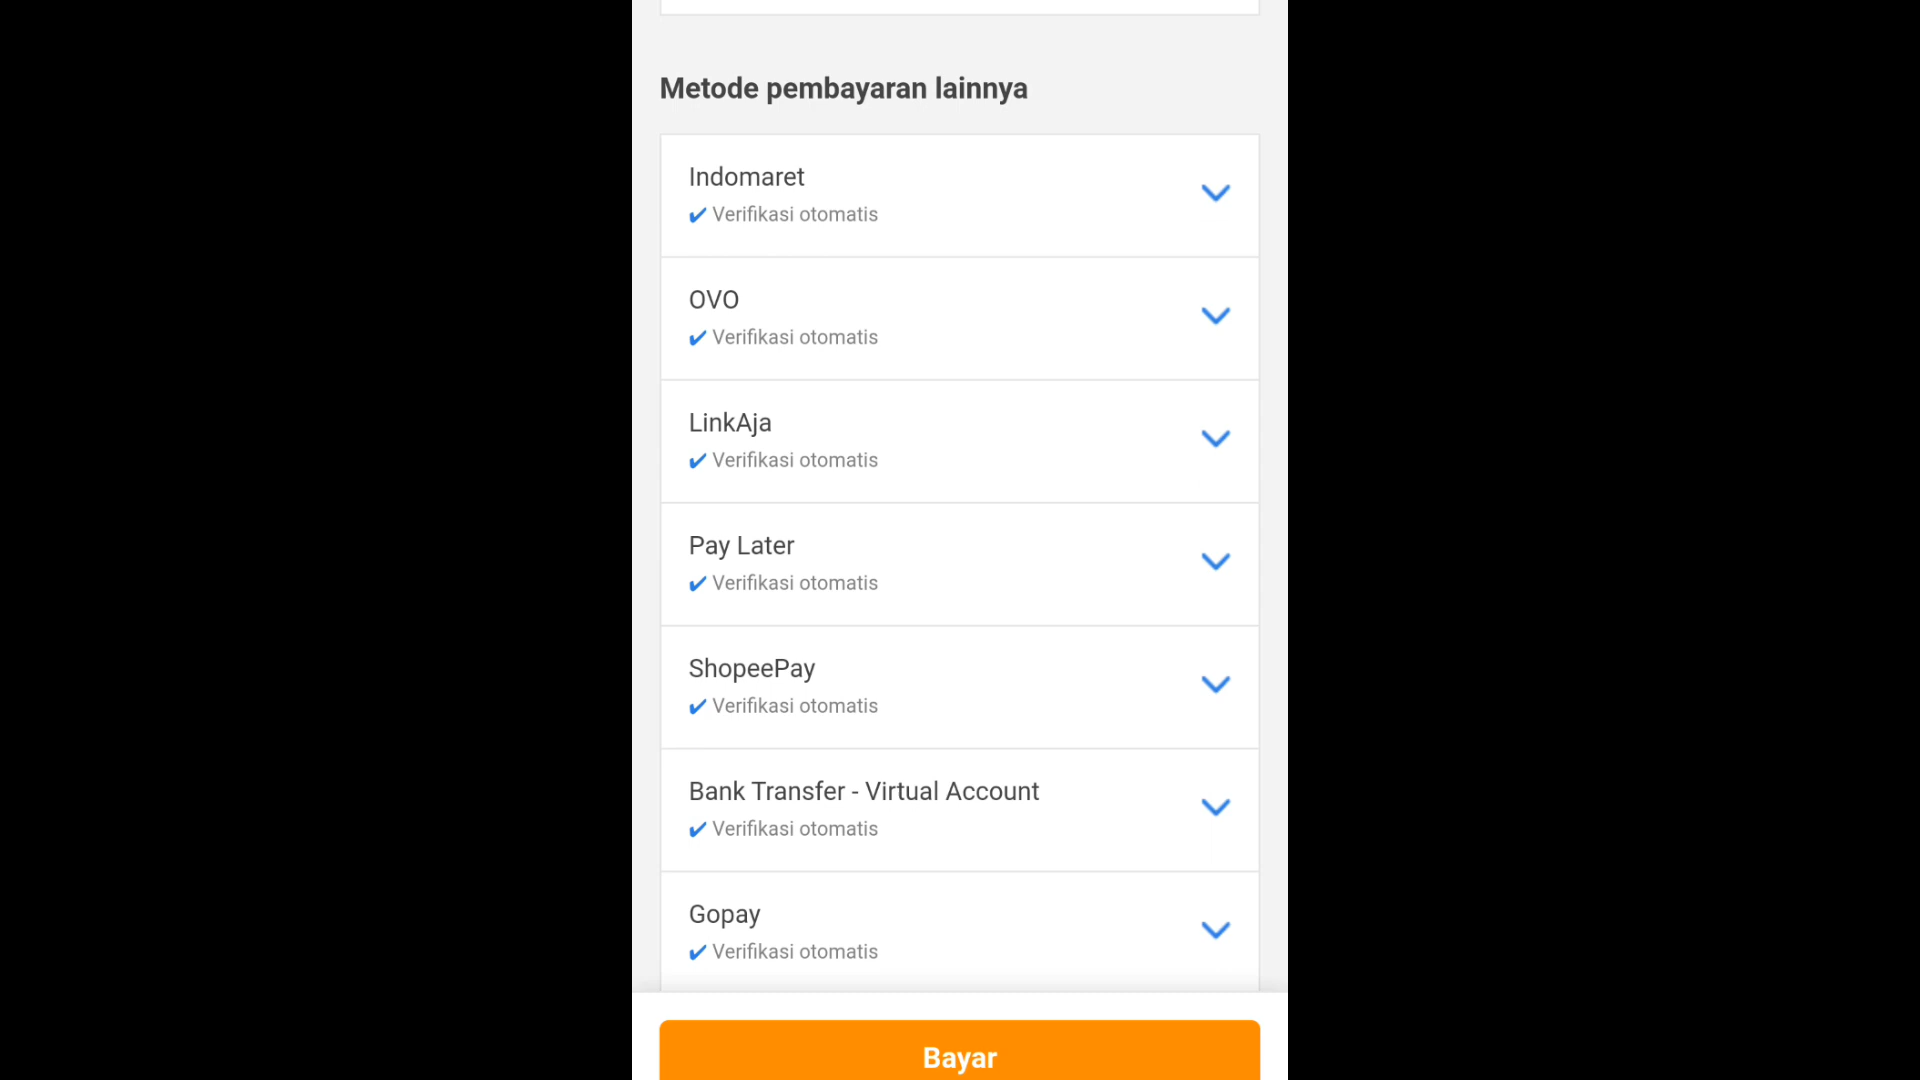 Metode pembayaran lainnya
Indomaret
✔ Verifikasi otomatis
OVO
✔ Verifikasi otomatis
LinkAja
✔ Verifikasi otomatis
Pay Later
✔ Verifikasi otomatis
ShopeePay
✔ Verifikasi otomatis
Bank Transfer - Virtual Account
✔ Verifikasi otomatis
Gopay
✔ Verifikasi otomatis
Bayar